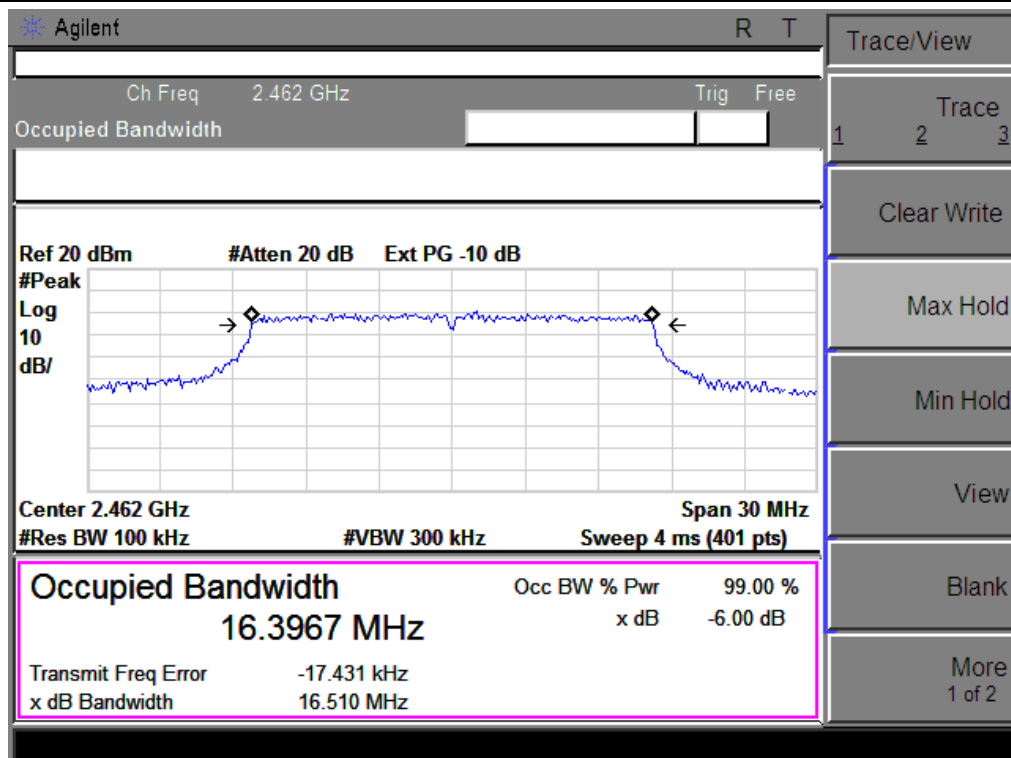 Agilent R T
Trace/View
Ch Freq 2.462 GHz Trig Free
Occupied Bandwidth
Trace
1 2 3
Clear Write
Ref 20 dBm #Atten 20 dB Ext PG -10 dB
#Peak
Log
10
dB/
Max Hold
Min Hold
View
Center 2.462 GHz Span 30 MHz
#Res BW 100 kHz #VBW 300 kHz Sweep 4 ms (401 pts)
Occupied Bandwidth Occ BW % Pwr 99.00 %
16.3967 MHz x dB -6.00 dB
Blank
Transmit Freq Error -17.431 kHz
x dB Bandwidth 16.510 MHz
More
1 of 2